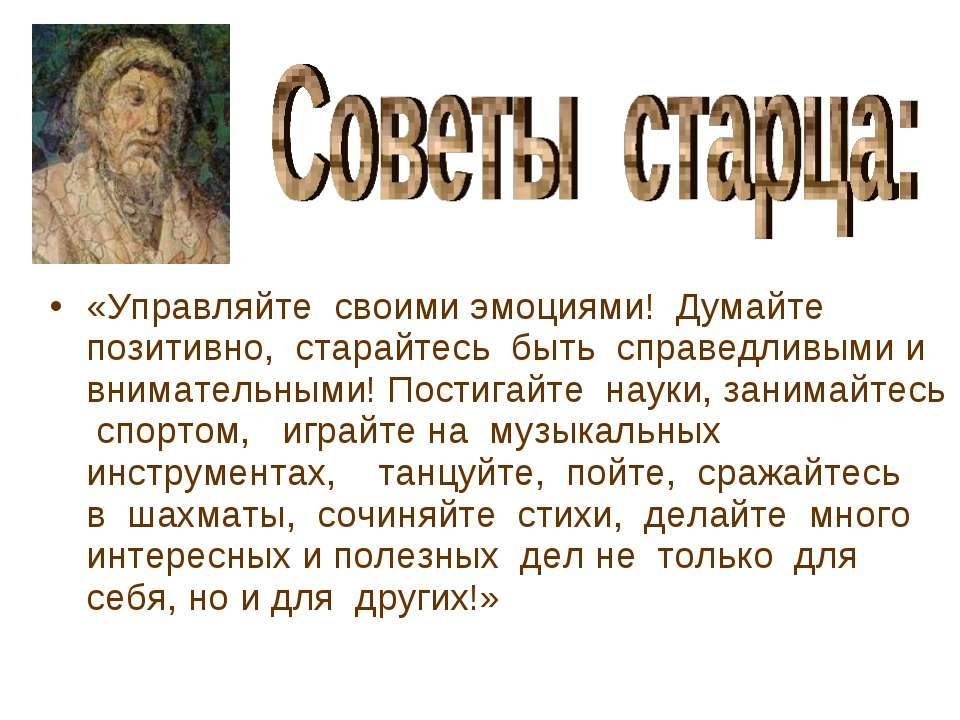 Советы старца:
• «Управляйте своими эмоциями! Думайте
позитивно, старайтесь быть справедливыми и
внимательными! Постигайте науки, занимайтесь
спортом, играйте на музыкальных
инструментах, танцуйте, пойте, сражайтесь
в шахматы, сочиняйте стихи, делайте много
интересных и полезных дел не только для
себя, но и для других!»